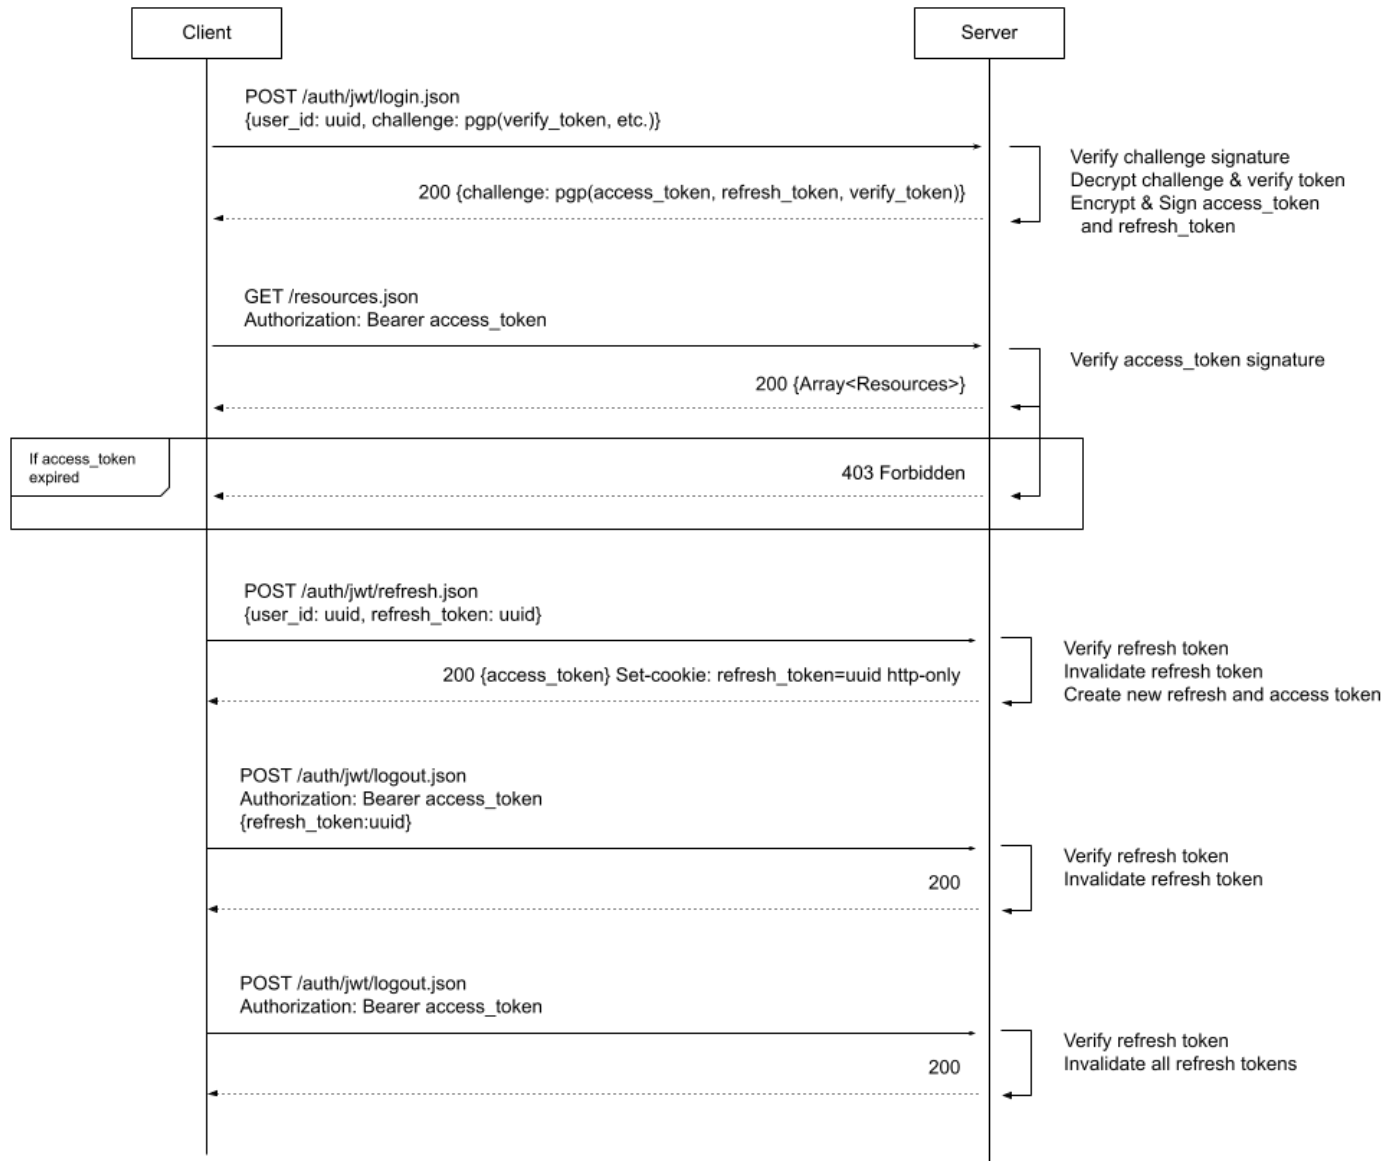 Client
Server
POST /auth/jwt/login.json
{user_id: uuid, challenge: pgp(verify_token, etc.)}
Verify challenge signature
Decrypt challenge & verify token
Encrypt & Sign access_token
and refresh_token
200 {challenge: pgp(access_token, refresh_token, verify_token)}
GET /resources.json
Authorization: Bearer access_token
Verify access_token signature
200 {Array<Resources>}
If access_token
expired
403 Forbidden
POST /auth/jwt/refresh.json
{user_id: uuid, refresh_token: uuid}
Verify refresh token
Invalidate refresh token
Create new refresh and access token
200 {access_token} Set-cookie: refresh_token=uuid http-only
POST /auth/jwt/logout.json
Authorization: Bearer access_token
{refresh_token:uuid}
Verify refresh token
Invalidate refresh token
200
POST /auth/jwt/logout.json
Authorization: Bearer access_token
Verify refresh token
Invalidate all refresh tokens
200